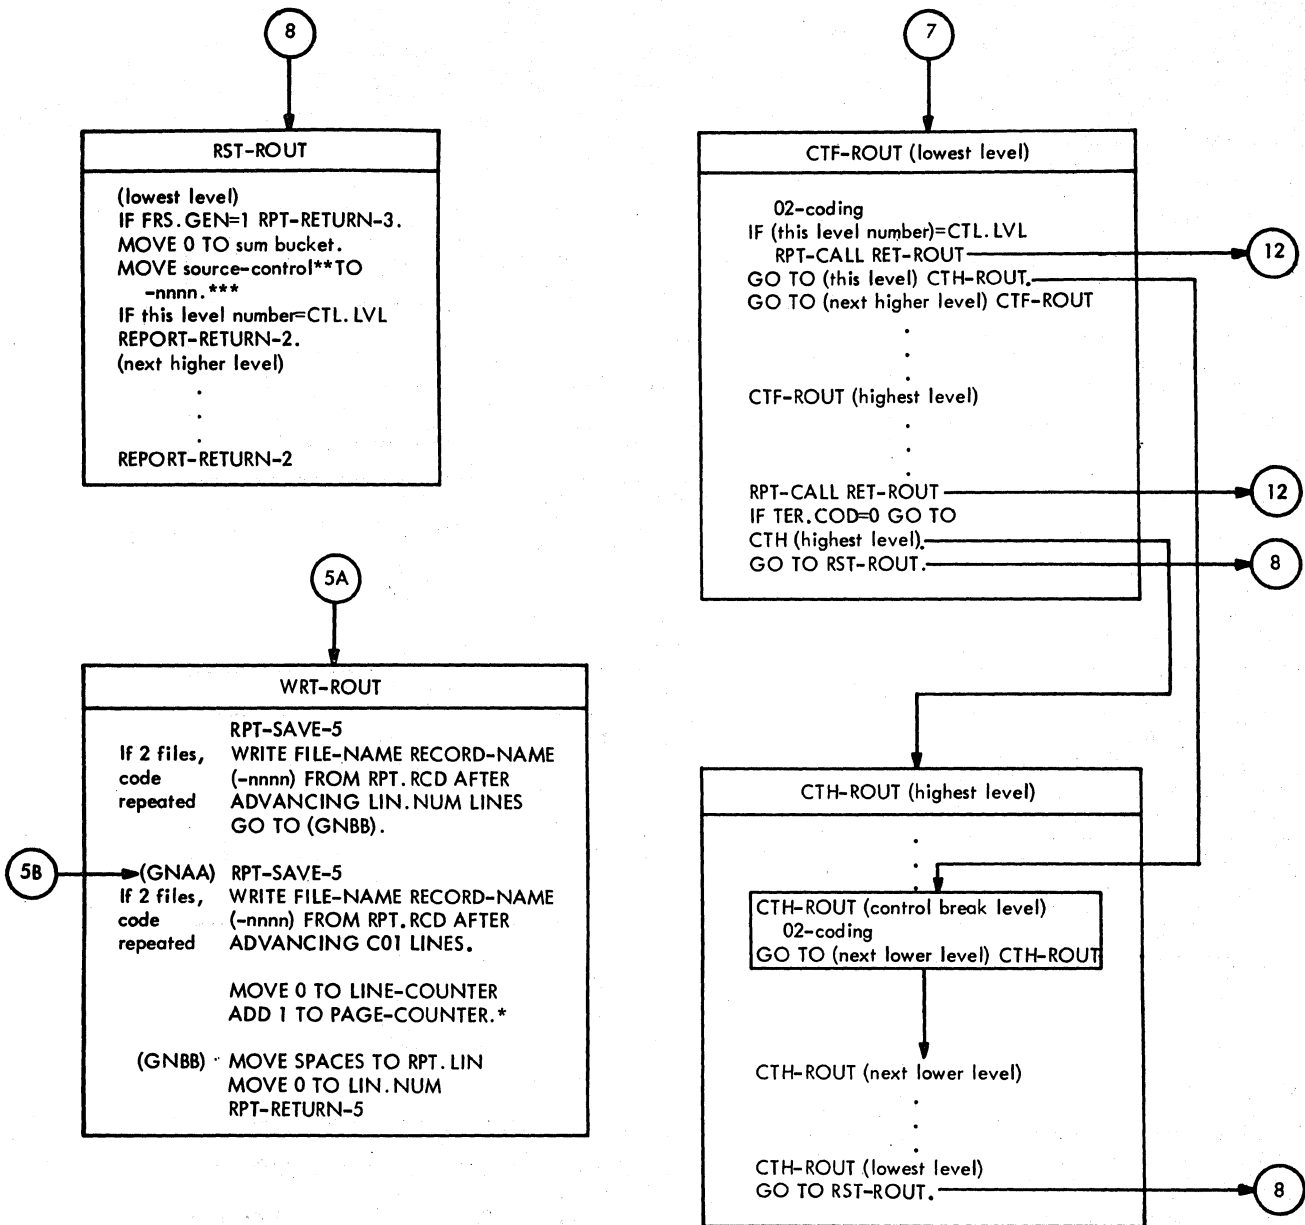 8
RST-ROUT
(lowest level)
IF FRS.GEN=1 RPT-RETURN-3.
MOVE 0 TO sum bucket.
MOVE source-control**TO
-nnnn.***
IF this level number=CTL.LVL
REPORT-RETURN-2.
(next higher level)
.
.
.
REPORT-RETURN-2
7
CTF-ROUT (lowest level)
02-coding
IF (this level number)=CTL.LVL
RPT-CALL RET-ROUT
12
GO TO (this level) CTH-ROUT.
GO TO (next higher level) CTF-ROUT
.
.
.
CTF-ROUT (highest level)
.
.
.
RPT-CALL RET-ROUT
12
IF TER.COD=0 GO TO
CTH (highest level).
GO TO RST-ROUT.
8
5A
WRT-ROUT
RPT-SAVE-5
If 2 files, WRITE FILE-NAME RECORD-NAME
code (-nnnn) FROM RPT.RCD AFTER
repeated ADVANCING LIN.NUM LINES
GO TO (GNBB).
5B
(GNAA) RPT-SAVE-5
If 2 files, WRITE FILE-NAME RECORD-NAME
code (-nnnn) FROM RPT.RCD AFTER
repeated ADVANCING C01 LINES.
MOVE 0 TO LINE-COUNTER
ADD 1 TO PAGE-COUNTER.*
(GNBB) MOVE SPACES TO RPT.LIN
MOVE 0 TO LIN.NUM
RPT-RETURN-5
CTH-ROUT (highest level)
.
.
.
CTH-ROUT (control break level)
02-coding
GO TO (next lower level) CTH-ROUT
CTH-ROUT (next lower level)
.
.
.
CTH-ROUT (lowest level)
GO TO RST-ROUT.
8